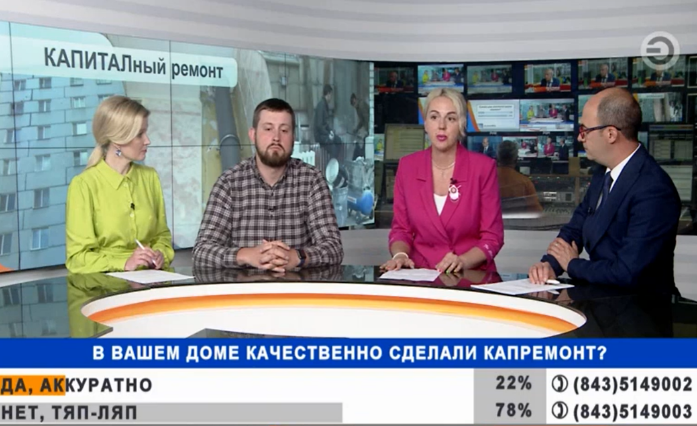 КАПИТАЛный ремонт
В ВАШЕМ ДОМЕ КАЧЕСТВЕННО СДЕЛАЛИ КАПРЕМОНТ?
ДА, АККУРАТНО 22% (843)5149002
НЕТ, ТЯП-ЛЯП 78% (843)5149003